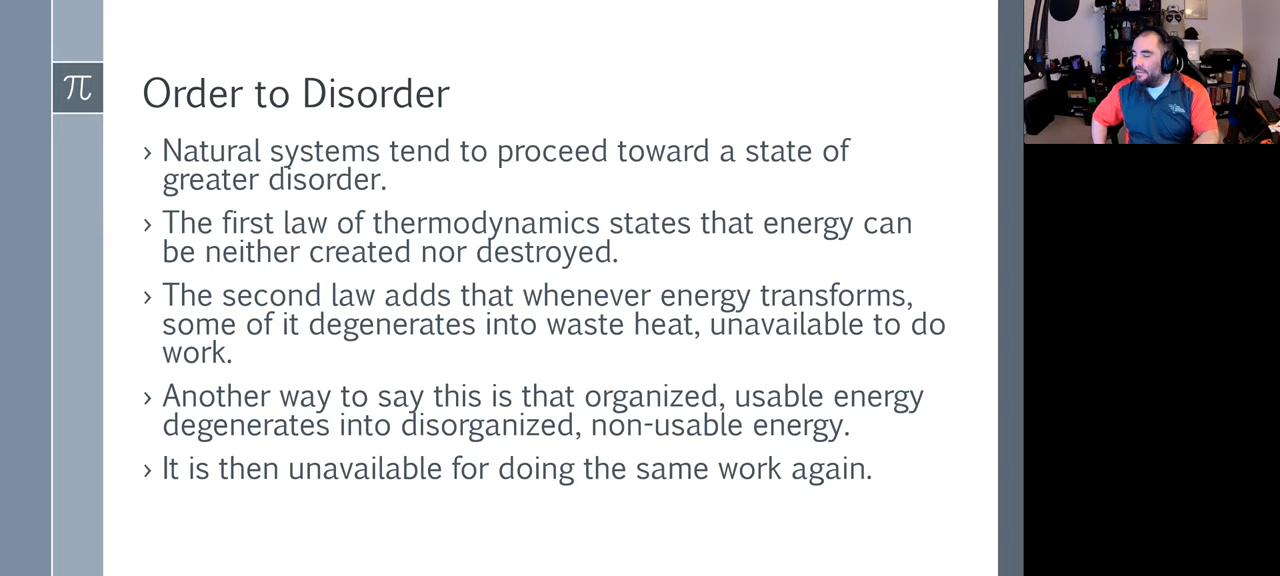 π
Order to Disorder
› Natural systems tend to proceed toward a state of
greater disorder.
› The first law of thermodynamics states that energy can
be neither created nor destroyed.
› The second law adds that whenever energy transforms,
some of it degenerates into waste heat, unavailable to do
work.
› Another way to say this is that organized, usable energy
degenerates into disorganized, non-usable energy.
› It is then unavailable for doing the same work again.